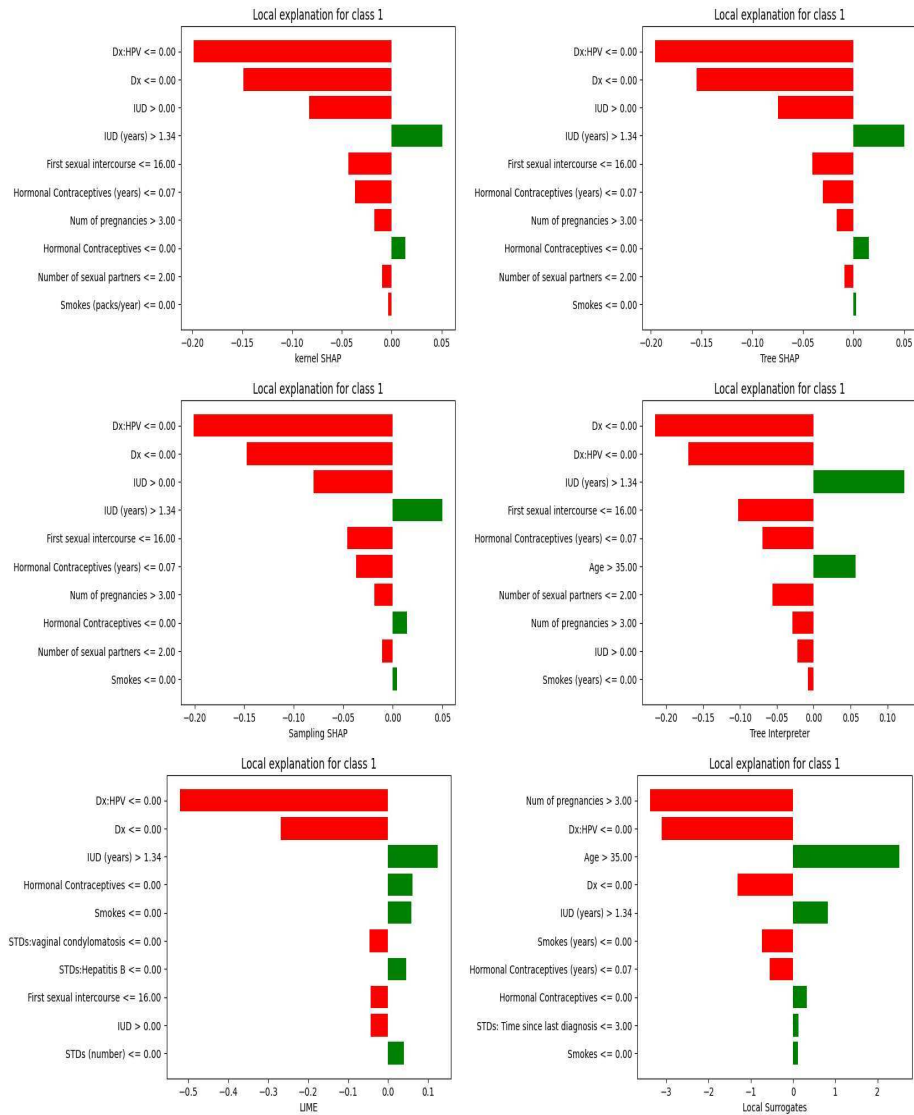 Local explanation for class 1
Dx:HPV <= 0.00
Dx <= 0.00
IUD > 0.00
IUD (years) > 1.34
First sexual intercourse <= 16.00
Hormonal Contraceptives (years) <= 0.07
Num of pregnancies > 3.00
Hormonal Contraceptives <= 0.00
Number of sexual partners <= 2.00
Smokes (packs/year) <= 0.00
−0.20 −0.15 −0.10 −0.05 0.00 0.05
kernel SHAP
Local explanation for class 1
Dx:HPV <= 0.00
Dx <= 0.00
IUD > 0.00
IUD (years) > 1.34
First sexual intercourse <= 16.00
Hormonal Contraceptives (years) <= 0.07
Num of pregnancies > 3.00
Hormonal Contraceptives <= 0.00
Number of sexual partners <= 2.00
Smokes <= 0.00
−0.20 −0.15 −0.10 −0.05 0.00 0.05
Tree SHAP
Local explanation for class 1
Dx:HPV <= 0.00
Dx <= 0.00
IUD > 0.00
IUD (years) > 1.34
First sexual intercourse <= 16.00
Hormonal Contraceptives (years) <= 0.07
Num of pregnancies > 3.00
Hormonal Contraceptives <= 0.00
Number of sexual partners <= 2.00
Smokes <= 0.00
−0.20 −0.15 −0.10 −0.05 0.00 0.05
Sampling SHAP
Local explanation for class 1
Dx <= 0.00
Dx:HPV <= 0.00
IUD (years) > 1.34
First sexual intercourse <= 16.00
Hormonal Contraceptives (years) <= 0.07
Age > 35.00
Number of sexual partners <= 2.00
Num of pregnancies > 3.00
IUD > 0.00
Smokes (years) <= 0.00
−0.20 −0.15 −0.10 −0.05 0.00 0.05 0.10
Tree Interpreter
Local explanation for class 1
Dx:HPV <= 0.00
Dx <= 0.00
IUD (years) > 1.34
Hormonal Contraceptives <= 0.00
Smokes <= 0.00
STDs:vaginal condylomatosis <= 0.00
STDs:Hepatitis B <= 0.00
First sexual intercourse <= 16.00
IUD > 0.00
STDs (number) <= 0.00
−0.5 −0.4 −0.3 −0.2 −0.1 0.0 0.1
LIME
Local explanation for class 1
Num of pregnancies > 3.00
Dx:HPV <= 0.00
Age > 35.00
Dx <= 0.00
IUD (years) > 1.34
Smokes (years) <= 0.00
Hormonal Contraceptives (years) <= 0.07
Hormonal Contraceptives <= 0.00
STDs: Time since last diagnosis <= 3.00
Smokes <= 0.00
−3 −2 −1 0 1 2
Local Surrogates